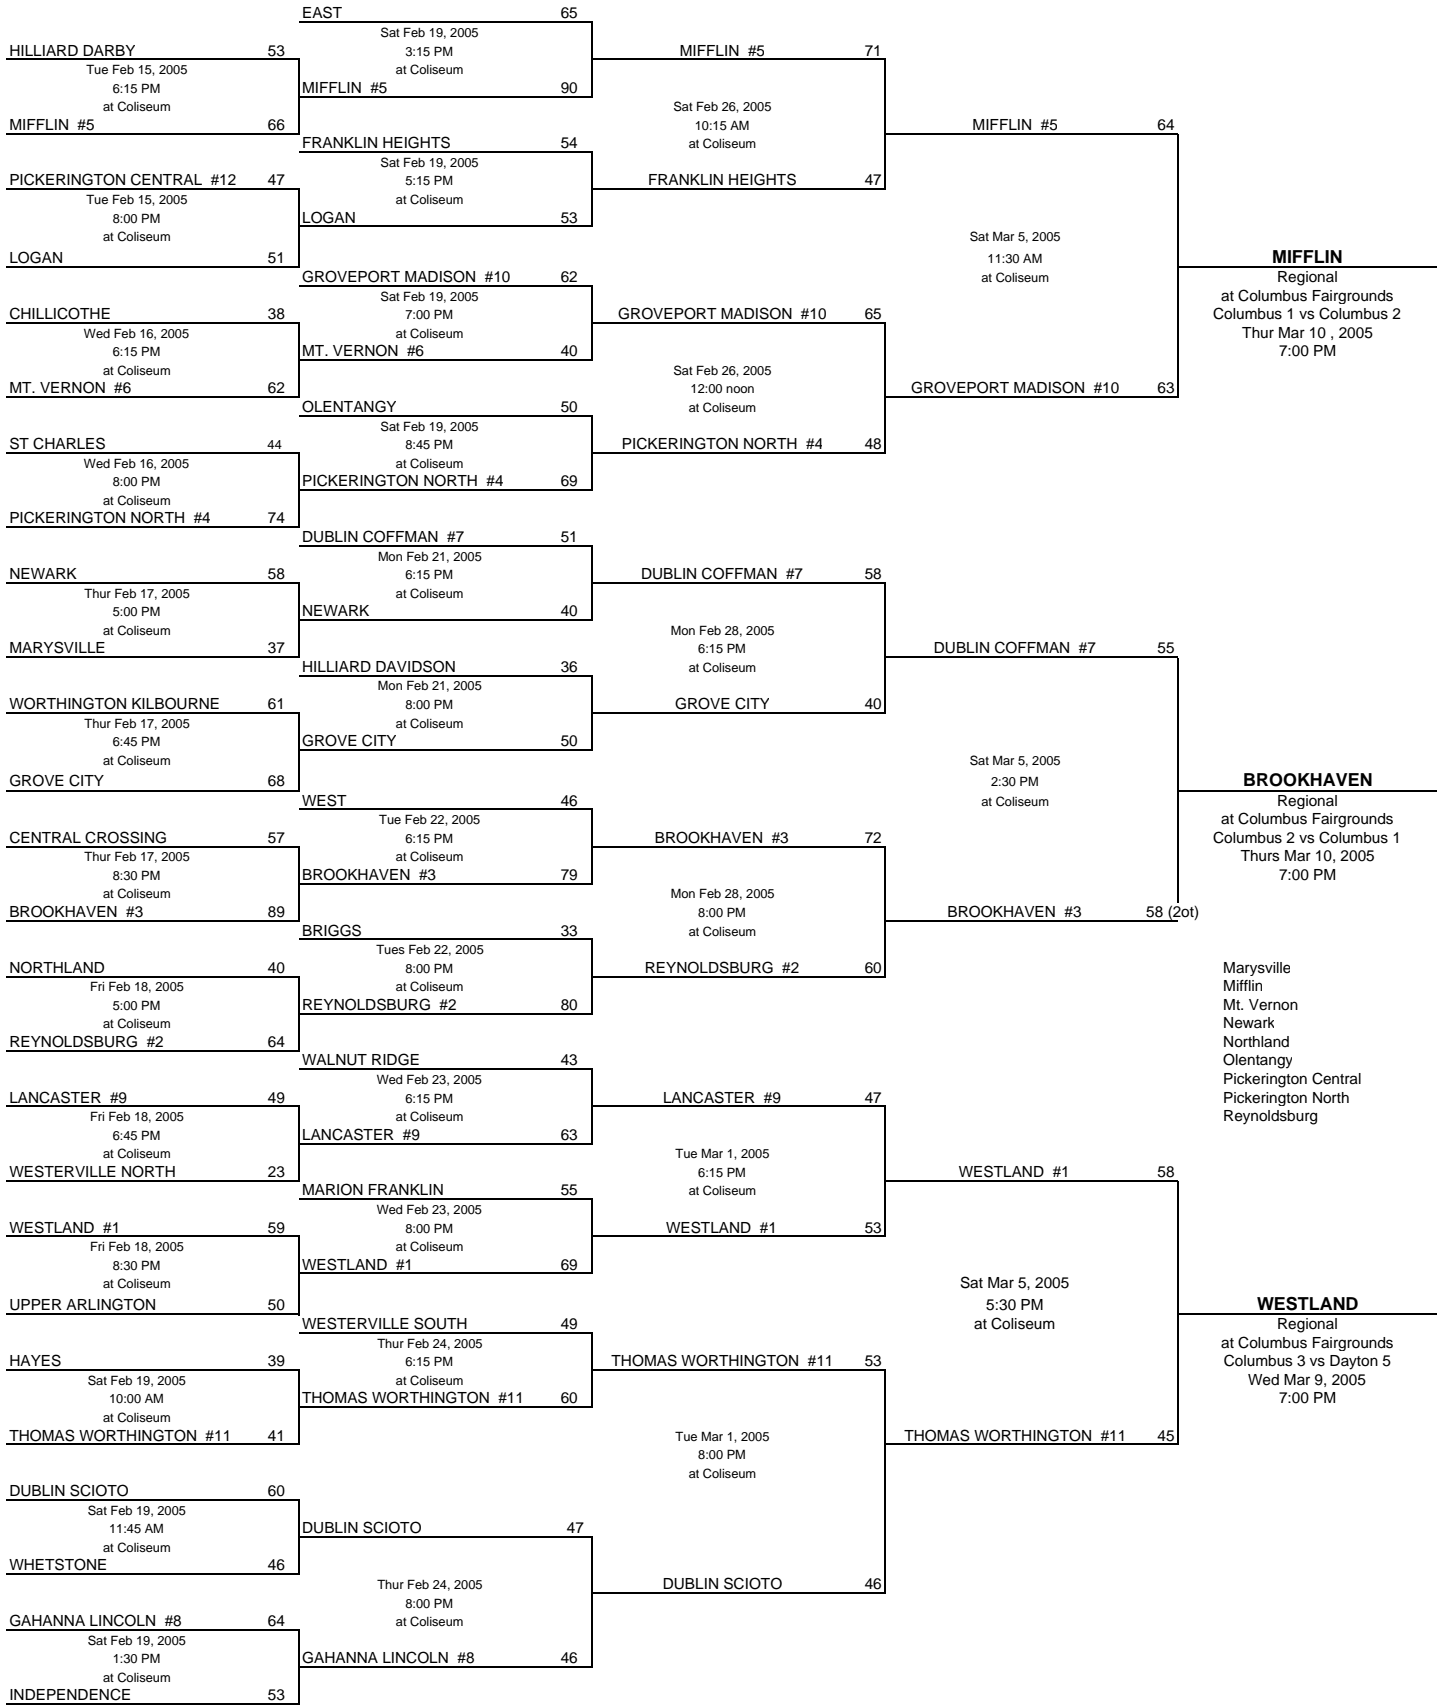 HILLIARD DARBY 53
Tue Feb 15, 2005
6:15 PM
at Coliseum
MIFFLIN #5 66
PICKERINGTON CENTRAL #12 47
Tue Feb 15, 2005
8:00 PM
at Coliseum
LOGAN 51
CHILLICOTHE 38
Wed Feb 16, 2005
6:15 PM
at Coliseum
MT. VERNON #6 62
ST CHARLES 44
Wed Feb 16, 2005
8:00 PM
at Coliseum
PICKERINGTON NORTH #4 74
NEWARK 58
Thur Feb 17, 2005
5:00 PM
at Coliseum
MARYSVILLE 37
WORTHINGTON KILBOURNE 61
Thur Feb 17, 2005
6:45 PM
at Coliseum
GROVE CITY 68
CENTRAL CROSSING 57
Thur Feb 17, 2005
8:30 PM
at Coliseum
BROOKHAVEN #3 89
NORTHLAND 40
Fri Feb 18, 2005
5:00 PM
at Coliseum
REYNOLDSBURG #2 64
LANCASTER #9 49
Fri Feb 18, 2005
6:45 PM
at Coliseum
WESTERVILLE NORTH 23
WESTLAND #1 59
Fri Feb 18, 2005
8:30 PM
at Coliseum
UPPER ARLINGTON 50
HAYES 39
Sat Feb 19, 2005
10:00 AM
at Coliseum
THOMAS WORTHINGTON #11 41
DUBLIN SCIOTO 60
Sat Feb 19, 2005
11:45 AM
at Coliseum
WHETSTONE 46
GAHANNA LINCOLN #8 64
Sat Feb 19, 2005
1:30 PM
at Coliseum
INDEPENDENCE 53
EAST 65
Sat Feb 19, 2005
3:15 PM
at Coliseum
MIFFLIN #5 90
FRANKLIN HEIGHTS 54
Sat Feb 19, 2005
5:15 PM
at Coliseum
LOGAN 53
GROVEPORT MADISON #10 62
Sat Feb 19, 2005
7:00 PM
at Coliseum
MT. VERNON #6 40
OLENTANGY 50
Sat Feb 19, 2005
8:45 PM
at Coliseum
PICKERINGTON NORTH #4 69
DUBLIN COFFMAN #7 51
Mon Feb 21, 2005
6:15 PM
at Coliseum
NEWARK 40
HILLIARD DAVIDSON 36
Mon Feb 21, 2005
8:00 PM
at Coliseum
GROVE CITY 50
WEST 46
Tue Feb 22, 2005
6:15 PM
at Coliseum
BROOKHAVEN #3 79
BRIGGS 33
Tues Feb 22, 2005
8:00 PM
at Coliseum
REYNOLDSBURG #2 80
WALNUT RIDGE 43
Wed Feb 23, 2005
6:15 PM
at Coliseum
LANCASTER #9 63
MARION FRANKLIN 55
Wed Feb 23, 2005
8:00 PM
at Coliseum
WESTLAND #1 69
WESTERVILLE SOUTH 49
Thur Feb 24, 2005
6:15 PM
at Coliseum
THOMAS WORTHINGTON #11 60
DUBLIN SCIOTO 47
Thur Feb 24, 2005
8:00 PM
at Coliseum
GAHANNA LINCOLN #8 46
MIFFLIN #5 71
Sat Feb 26, 2005
10:15 AM
at Coliseum
FRANKLIN HEIGHTS 47
GROVEPORT MADISON #10 65
Sat Feb 26, 2005
12:00 noon
at Coliseum
PICKERINGTON NORTH #4 48
DUBLIN COFFMAN #7 58
Mon Feb 28, 2005
6:15 PM
at Coliseum
GROVE CITY 40
BROOKHAVEN #3 72
Mon Feb 28, 2005
8:00 PM
at Coliseum
REYNOLDSBURG #2 60
LANCASTER #9 47
Tue Mar 1, 2005
6:15 PM
at Coliseum
WESTLAND #1 53
THOMAS WORTHINGTON #11 53
Tue Mar 1, 2005
8:00 PM
at Coliseum
DUBLIN SCIOTO 46
MIFFLIN #5 64
Sat Mar 5, 2005
11:30 AM
at Coliseum
GROVEPORT MADISON #10 63
DUBLIN COFFMAN #7 55
Sat Mar 5, 2005
2:30 PM
at Coliseum
BROOKHAVEN #3 58 (2ot)
WESTLAND #1 58
Sat Mar 5, 2005
5:30 PM
at Coliseum
THOMAS WORTHINGTON #11 45
MIFFLIN
Regional
at Columbus Fairgrounds
Columbus 1 vs Columbus 2
Thur Mar 10 , 2005
7:00 PM
BROOKHAVEN
Regional
at Columbus Fairgrounds
Columbus 2 vs Columbus 1
Thurs Mar 10, 2005
7:00 PM
Marysville
Mifflin
Mt. Vernon
Newark
Northland
Olentangy
Pickerington Central
Pickerington North
Reynoldsburg
WESTLAND
Regional
at Columbus Fairgrounds
Columbus 3 vs Dayton 5
Wed Mar 9, 2005
7:00 PM